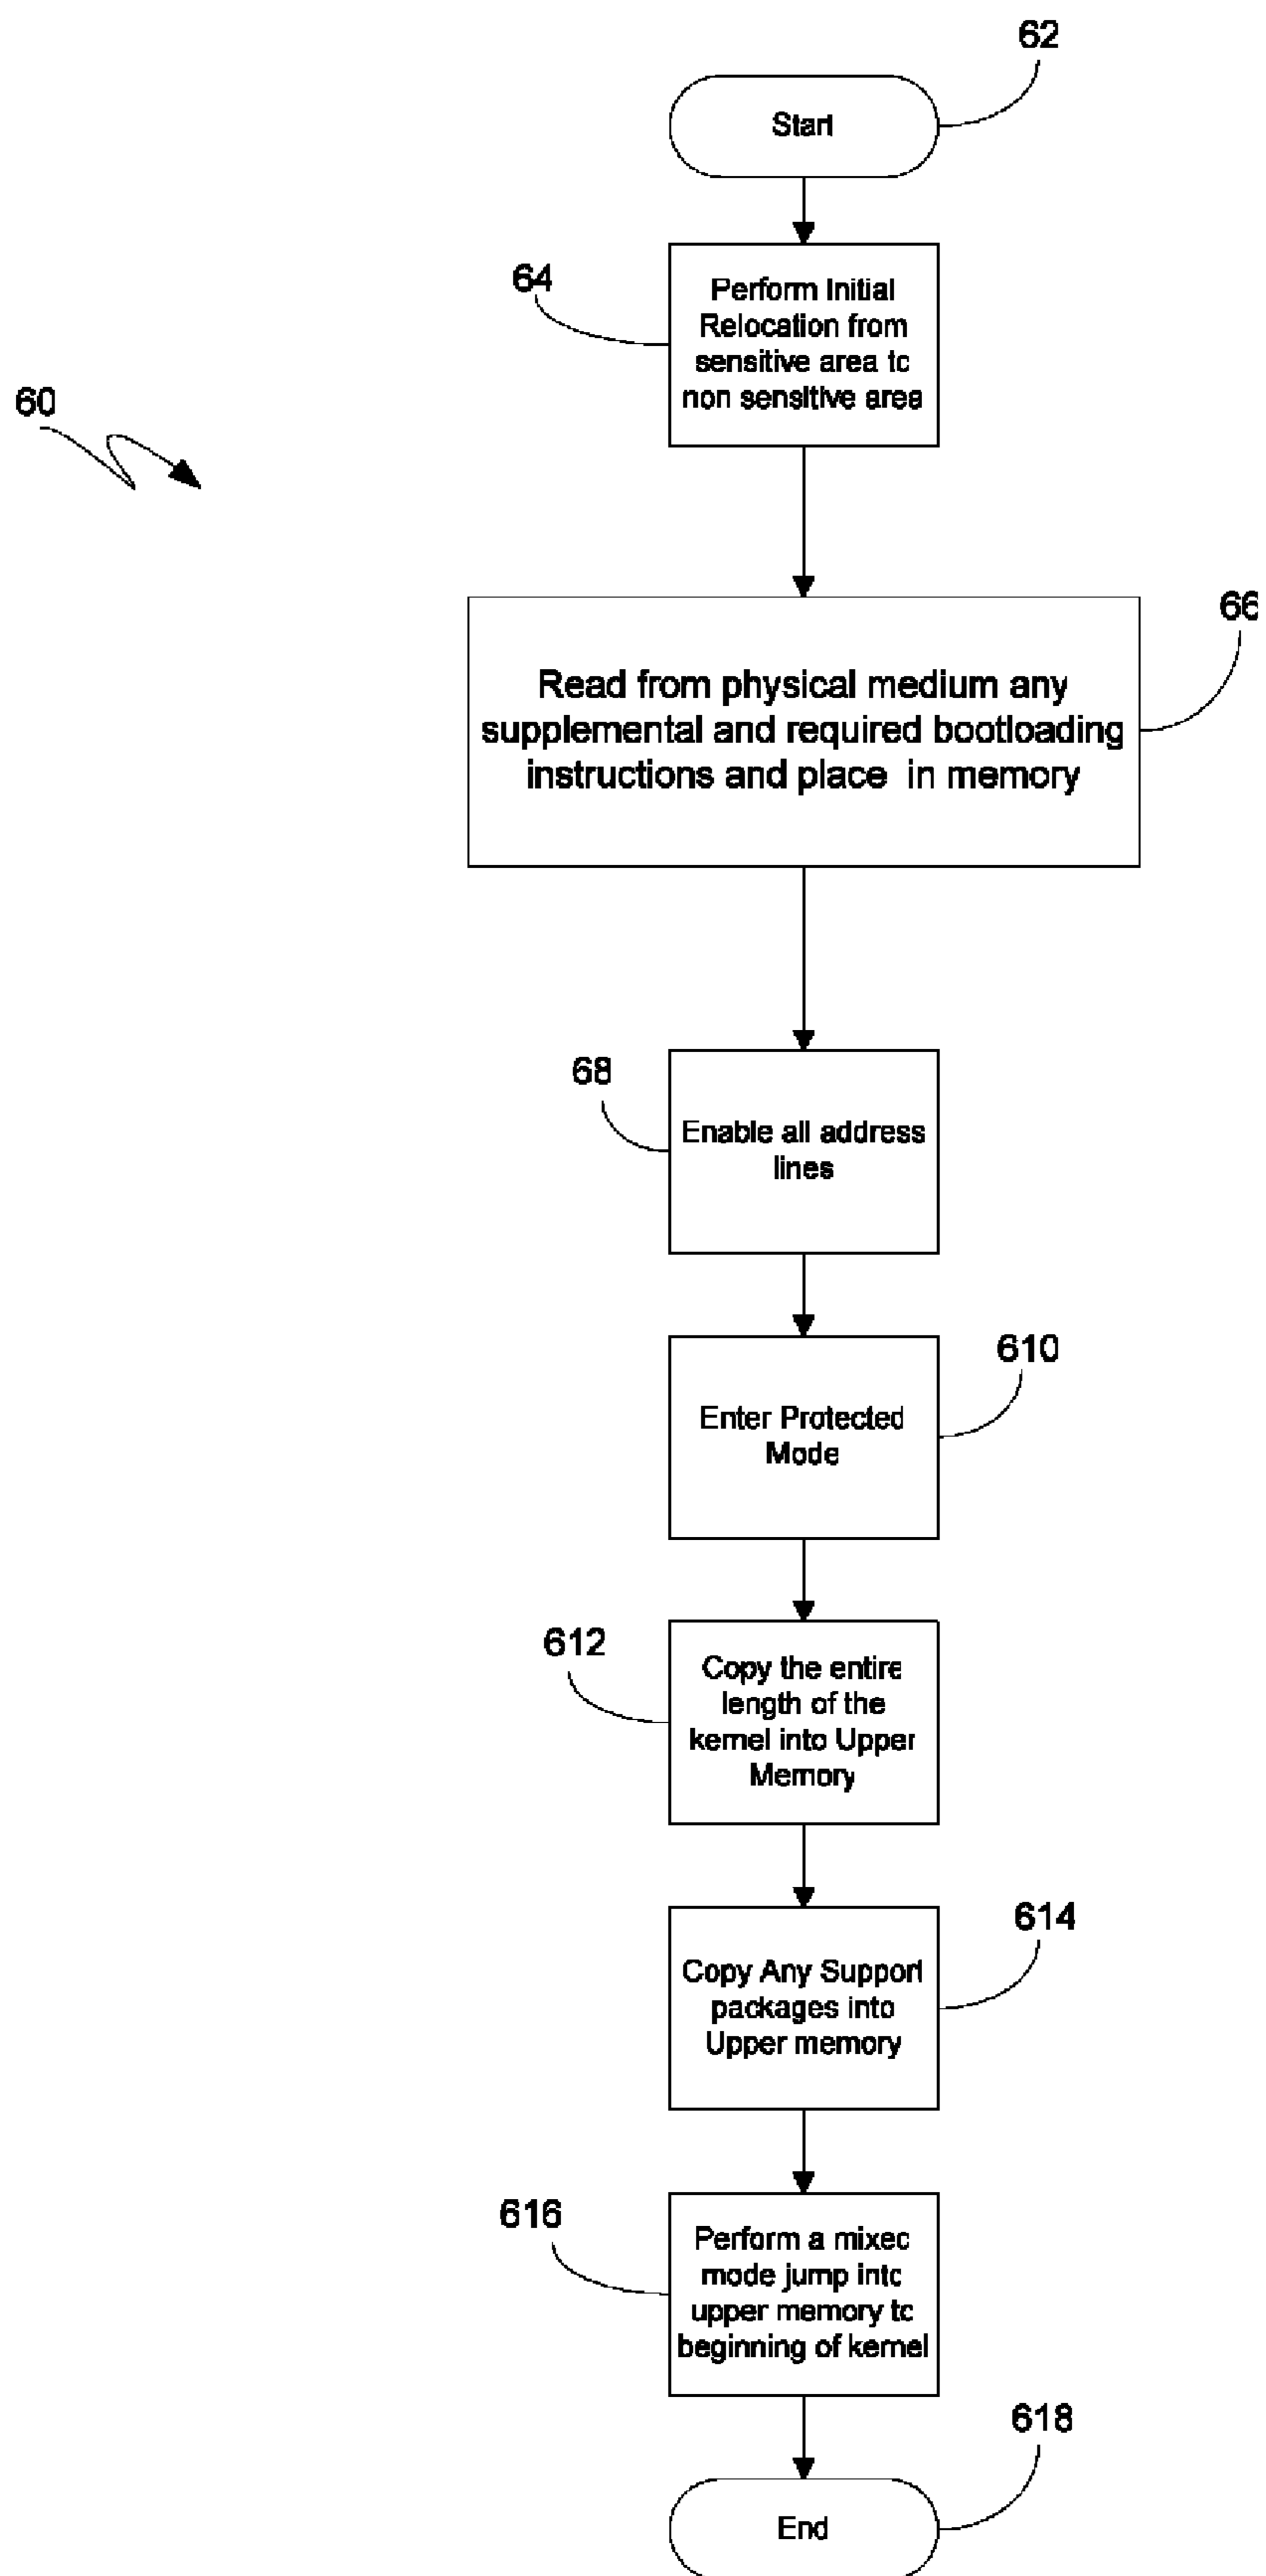 62
Start
64
Perform Initial
Relocation from
sensitive area to
non sensitive area
60
66
Read from physical medium any
supplemental and required bootloading
instructions and place in memory
68
Enable all address
lines
610
Enter Protected
Mode
612
Copy the entire
length of the
kernel into Upper
Memory
614
Copy Any Support
packages into
Upper memory
616
Perform a mixed
mode jump into
upper memory to
beginning of kernel
618
End